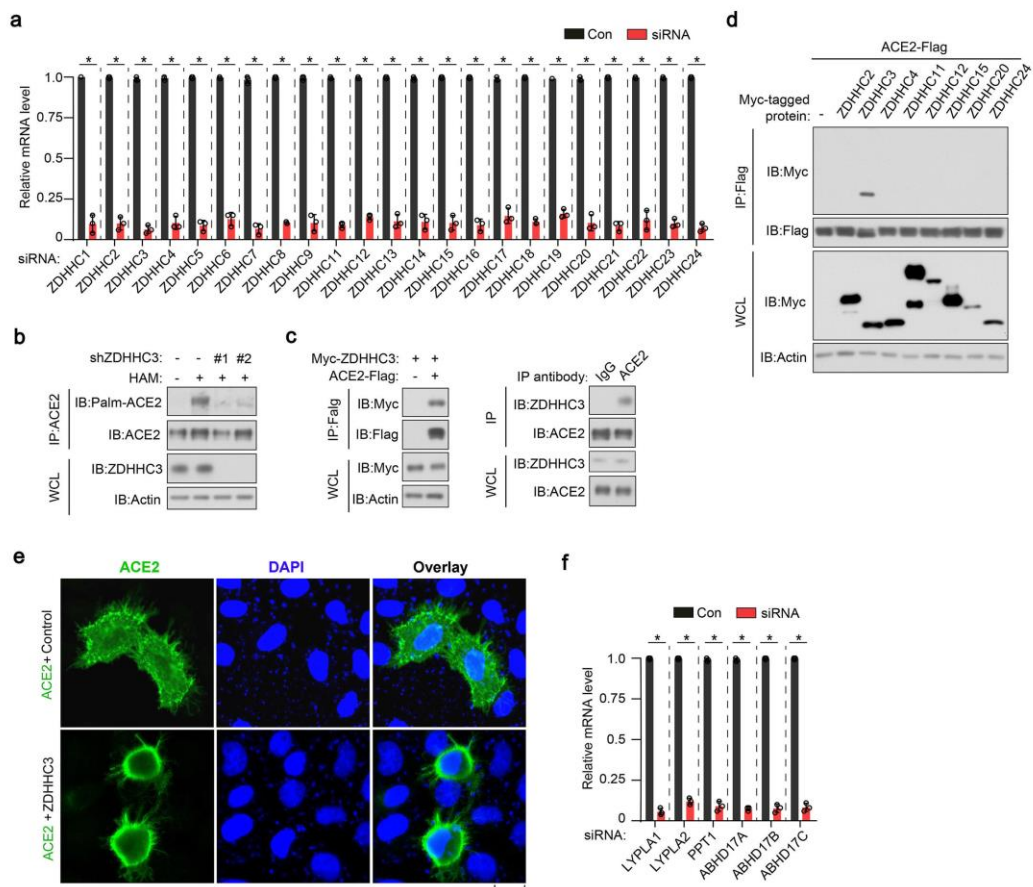 a
Con siRNA
* * * * * * * * * * * * * * * * * * * * * * *
Relative mRNA level
1.0
0.75
0.50
0.25
0
siRNA:
ZDHHC1 ZDHHC2 ZDHHC3 ZDHHC4 ZDHHC5 ZDHHC6 ZDHHC7 ZDHHC8 ZDHHC9 ZDHHC11 ZDHHC12 ZDHHC13 ZDHHC14 ZDHHC15 ZDHHC16 ZDHHC17 ZDHHC18 ZDHHC19 ZDHHC20 ZDHHC21 ZDHHC22 ZDHHC23 ZDHHC24
d
ACE2-Flag
Myc-tagged
protein:
- ZDHHC2 ZDHHC3 ZDHHC4 ZDHHC11 ZDHHC12 ZDHHC15 ZDHHC20 ZDHHC24
IP:Flag
IB:Myc
IB:Flag
WCL
IB:Myc
IB:Actin
b
shZDHHC3: - - #1 #2
HAM: - + + +
IP:ACE2
IB:Palm-ACE2
IB:ACE2
WCL
IB:ZDHHC3
IB:Actin
c
Myc-ZDHHC3: + +
ACE2-Flag: - +
IP:Falg
IB:Myc
IB:Flag
WCL
IB:Myc
IB:Actin
IP antibody: IgG ACE2
IP
IB:ZDHHC3
IB:ACE2
WCL
IB:ZDHHC3
IB:ACE2
e
ACE2 DAPI Overlay
ACE2 + Control
ACE2 + ZDHHC3
f
Con siRNA
* * * * * *
Relative mRNA level
1.0
0.75
0.50
0.25
0
siRNA:
LYPLA1 LYPLA2 PPT1 ABHD17A ABHD17B ABHD17C